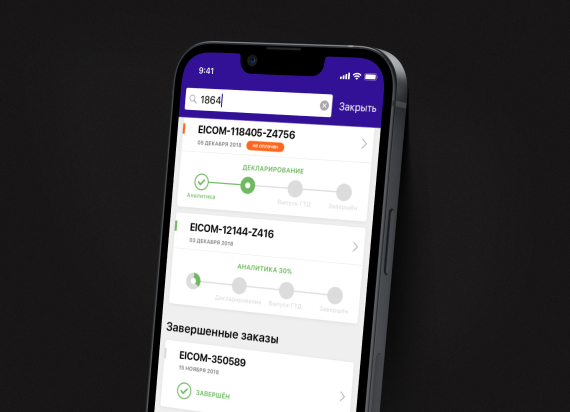 9:41
1864
Закрыть
EICOM-118405-Z4756
05 ДЕКАБРЯ 2018 НЕ ОПЛАЧЕН
ДЕКЛАРИРОВАНИЕ
Аналитика Выпуск ГТД Завершён
EICOM-12144-Z416
03 ДЕКАБРЯ 2018
АНАЛИТИКА 30%
Декларирование Выпуск ГТД Завершён
Завершенные заказы
EICOM-350589
15 НОЯБРЯ 2018
ЗАВЕРШЁН